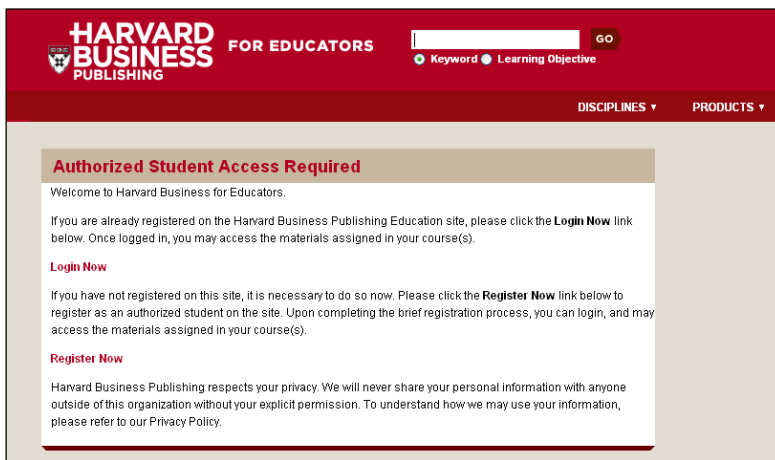 HARVARD
BUSINESS
PUBLISHING
FOR EDUCATORS
GO
Keyword Learning Objective
DISCIPLINES ▼ PRODUCTS ▼
Authorized Student Access Required
Welcome to Harvard Business for Educators.
If you are already registered on the Harvard Business Publishing Education site, please click the Login Now link
below. Once logged in, you may access the materials assigned in your course(s).
Login Now
If you have not registered on this site, it is necessary to do so now. Please click the Register Now link below to
register as an authorized student on the site. Upon completing the brief registration process, you can login, and may
access the materials assigned in your course(s).
Register Now
Harvard Business Publishing respects your privacy. We will never share your personal information with anyone
outside of this organization without your explicit permission. To understand how we may use your information,
please refer to our Privacy Policy.